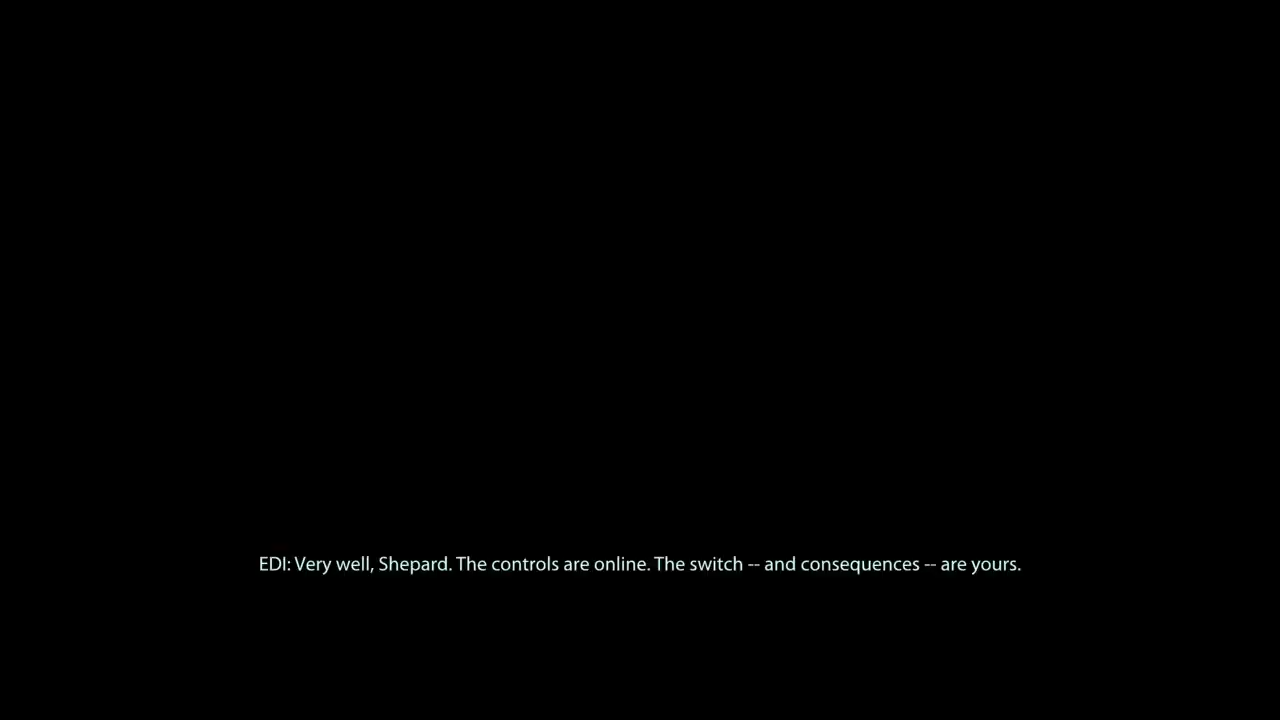 EDI: Very well, Shepard. The controls are online. The switch -- and consequences -- are yours.